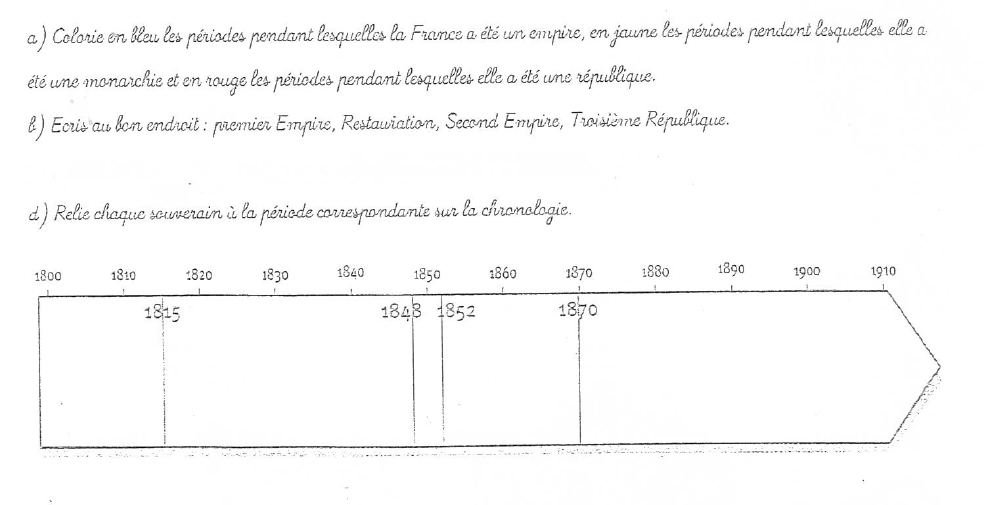 a) Colorie en bleu les périodes pendant lesquelles la France a été un empire, en jaune les périodes pendant lesquelles elle a
été une monarchie et en rouge les périodes pendant lesquelles elle a été une république.
b) Ecris au bon endroit : premier Empire, Restauration, Second Empire, Troisième République.
d) Relie chaque souverain à la période correspondante sur la chronologie.
1800 1810 1820 1830 1840 1850 1860 1870 1880 1890 1900 1910
1815 1848 1852 1870